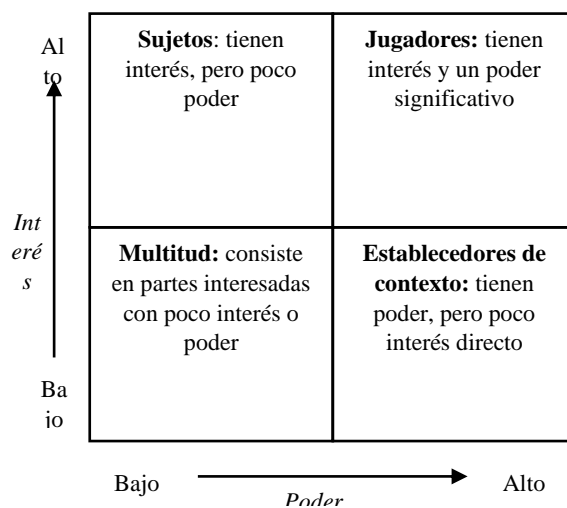 Al
to
Sujetos: tienen
interés, pero poco
poder
Jugadores: tienen
interés y un poder
significativo
Int
eré
s
Multitud: consiste
en partes interesadas
con poco interés o
poder
Establecedores de
contexto: tienen
poder, pero poco
interés directo
Ba
jo
Bajo
Alto
Poder